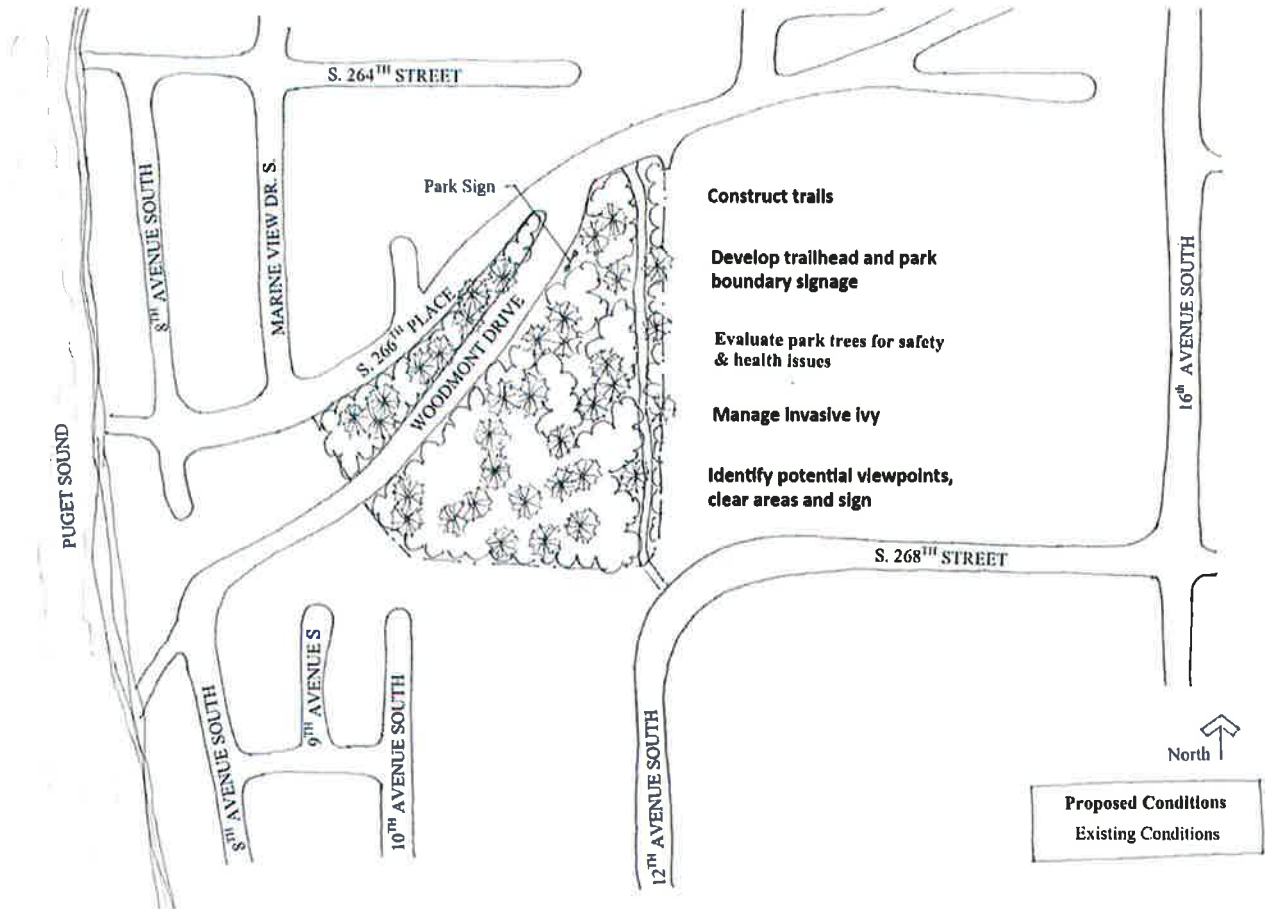 S. 264TH STREET
8TH AVENUE SOUTH
MARINE VIEW DR. S.
Park Sign
S. 266TH PLACE
WOODMONT DRIVE
PUGET SOUND
Construct trails
Develop trailhead and park
boundary signage
Evaluate park trees for safety
& health issues
Manage invasive ivy
Identify potential viewpoints,
clear areas and sign
16th AVENUE SOUTH
S. 268TH STREET
8TH AVENUE SOUTH
9TH AVENUE S
10TH AVENUE SOUTH
12TH AVENUE SOUTH
North
Proposed Conditions
Existing Conditions